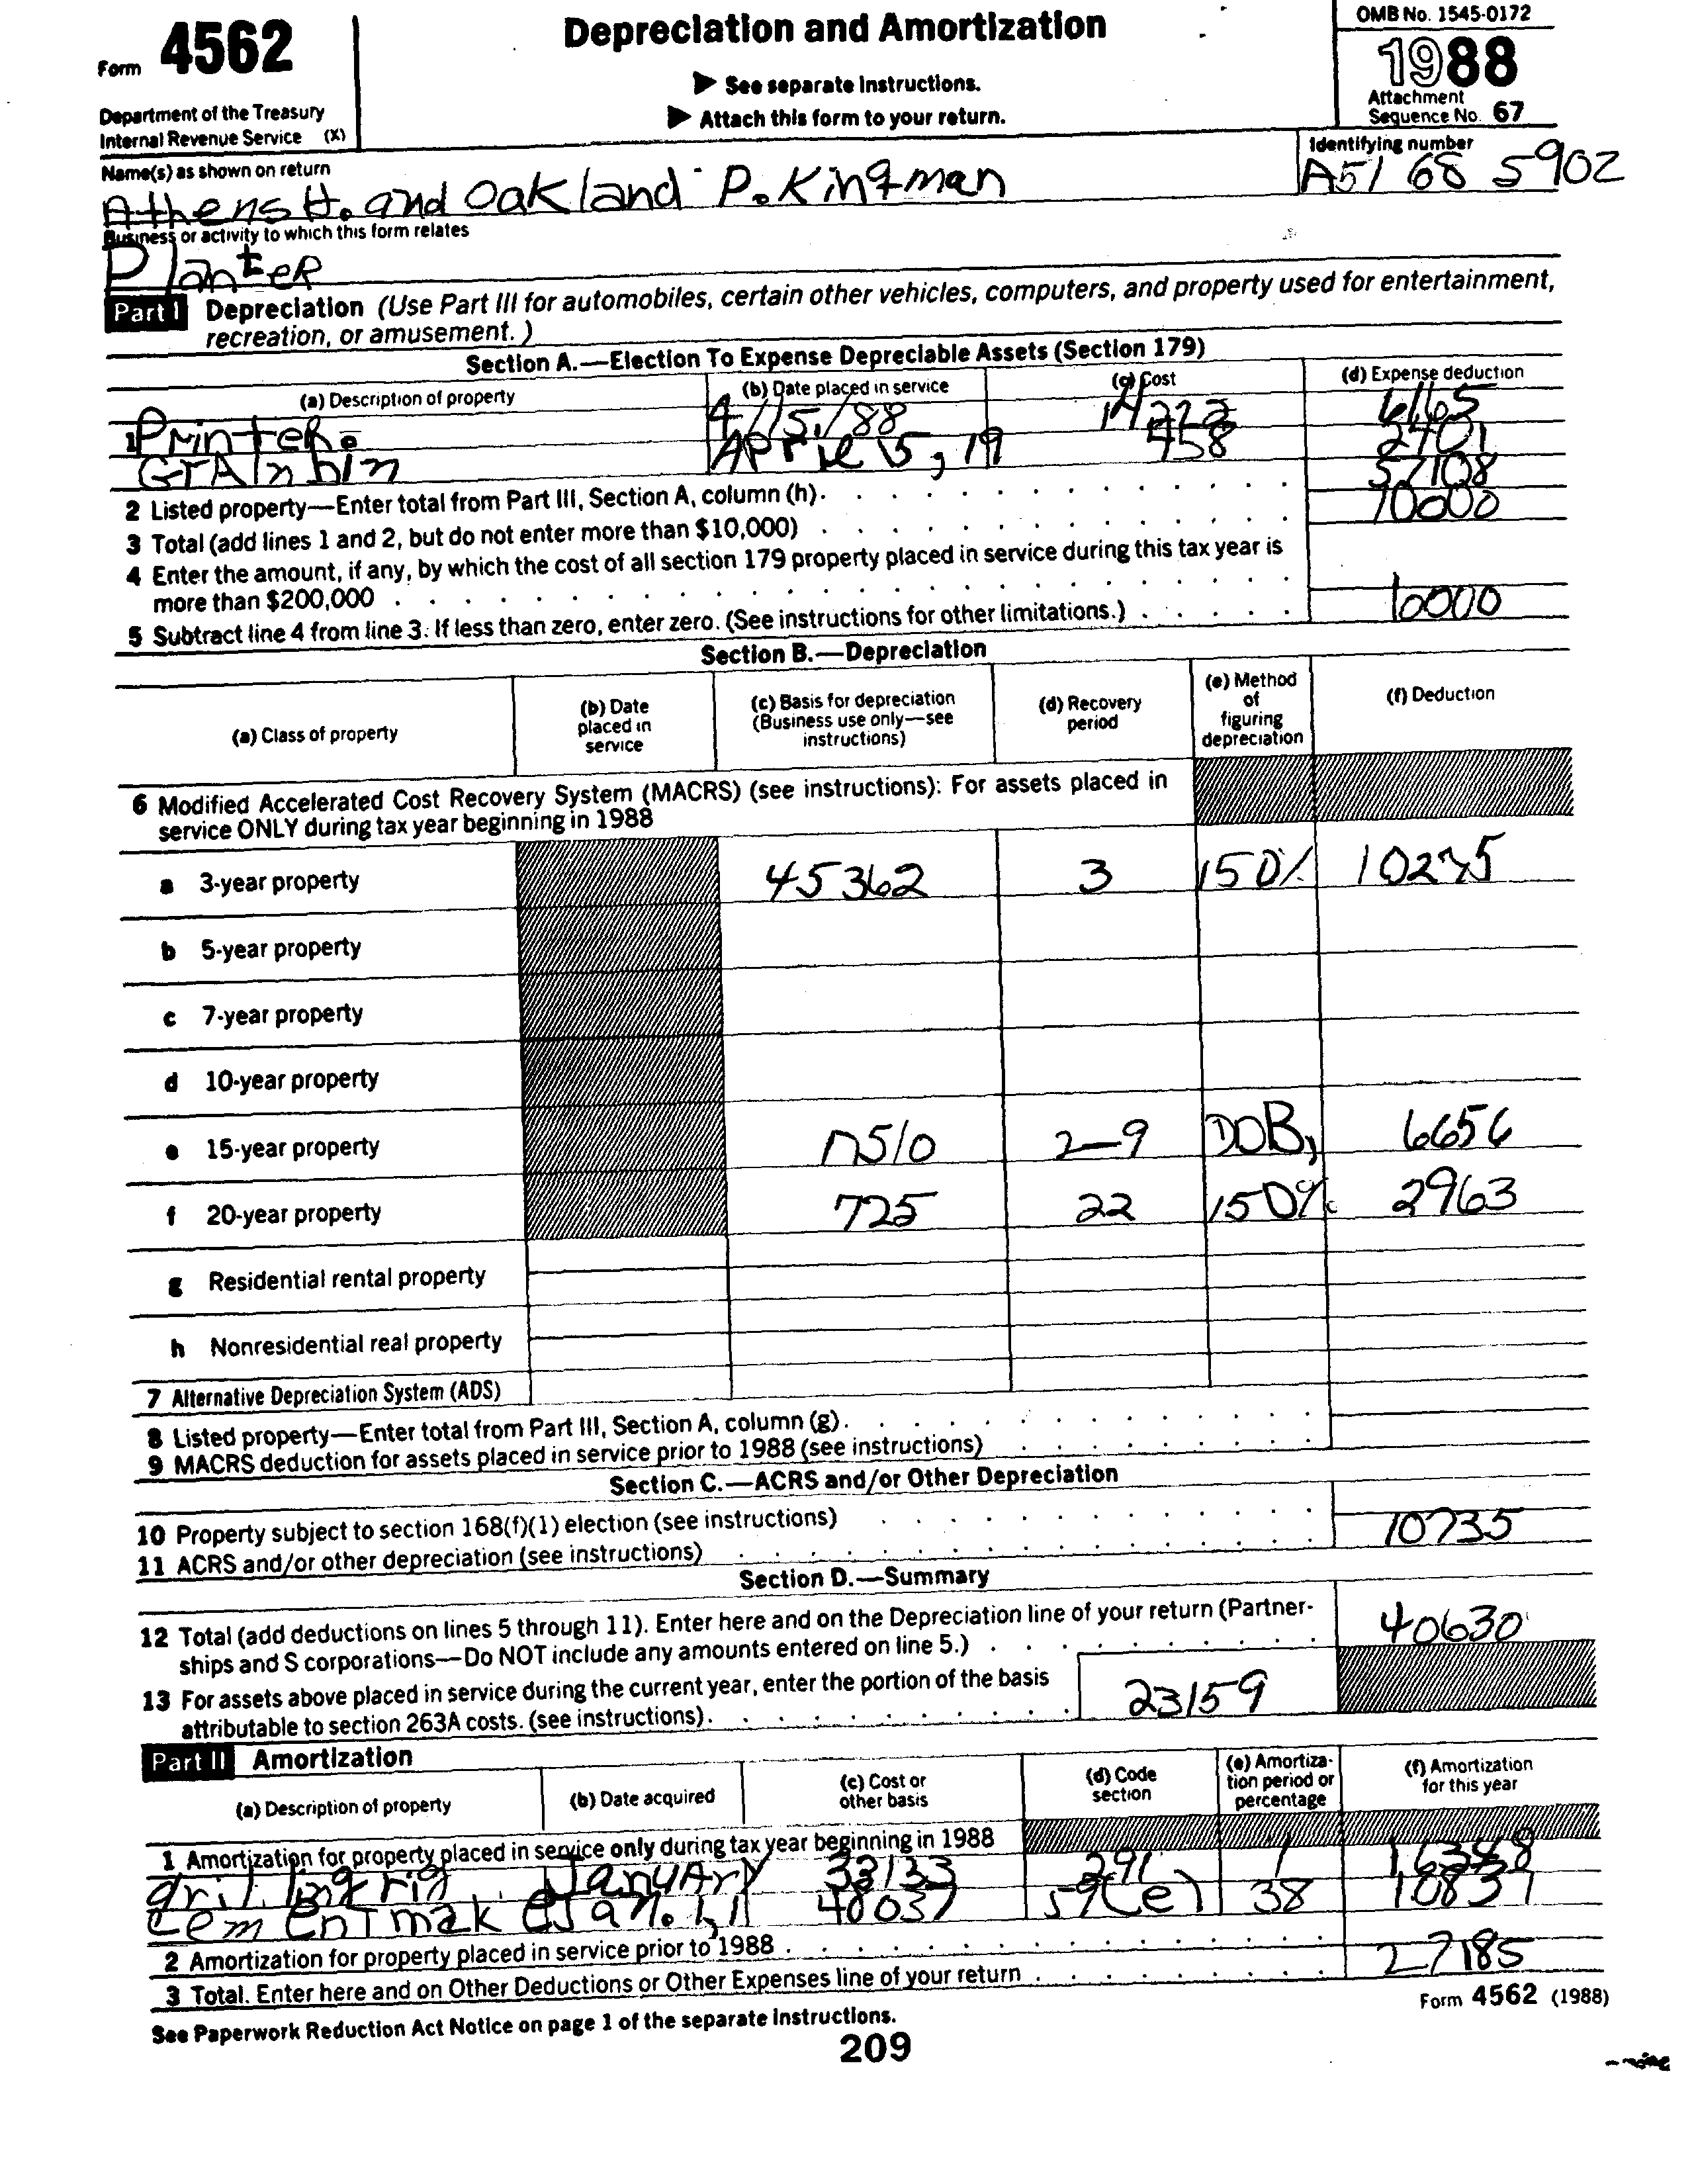 Form 4562
Department of the Treasury
Internal Revenue Service (X)
Depreciation and Amortization
▶ See separate instructions.
▶ Attach this form to your return.
OMB No. 1545-0172
1988
Attachment
Sequence No. 67
Name(s) as shown on return
Athens H. and Oakland P. Kingman
Identifying number
A51 68 5902
Business or activity to which this form relates
Planter
Part I Depreciation (Use Part III for automobiles, certain other vehicles, computers, and property used for entertainment,
recreation, or amusement.)
Section A.—Election To Expense Depreciable Assets (Section 179)
(a) Description of property (b) Date placed in service (c) Cost (d) Expense deduction
1 Printer. 4/15/88 6165
GrAin bin 458 2401
2 Listed property—Enter total from Part III, Section A, column (h). 57108
3 Total (add lines 1 and 2, but do not enter more than $10,000) 10000
4 Enter the amount, if any, by which the cost of all section 179 property placed in service during this tax year is
more than $200,000
5 Subtract line 4 from line 3. If less than zero, enter zero. (See instructions for other limitations.) 10000
Section B.—Depreciation
(a) Class of property (b) Date placed in service (c) Basis for depreciation (Business use only—see instructions) (d) Recovery period (e) Method of figuring depreciation (f) Deduction
6 Modified Accelerated Cost Recovery System (MACRS) (see instructions): For assets placed in
service ONLY during tax year beginning in 1988
a 3-year property 45362 3 150%
b 5-year property
c 7-year property
d 10-year property
e 15-year property 2-9 DOB, 6656
f 20-year property 725 22 150% 2963
g Residential rental property
h Nonresidential real property
7 Alternative Depreciation System (ADS)
8 Listed property—Enter total from Part III, Section A, column (g).
9 MACRS deduction for assets placed in service prior to 1988 (see instructions)
Section C.—ACRS and/or Other Depreciation
10 Property subject to section 168(f)(1) election (see instructions)
11 ACRS and/or other depreciation (see instructions) 10735
Section D.—Summary
12 Total (add deductions on lines 5 through 11). Enter here and on the Depreciation line of your return (Partner-
ships and S corporations—Do NOT include any amounts entered on line 5.) 40630
13 For assets above placed in service during the current year, enter the portion of the basis
attributable to section 263A costs. (see instructions). 23159
Part II Amortization
(a) Description of property (b) Date acquired (c) Cost or other basis (d) Code section (e) Amortization period or percentage (f) Amortization for this year
1 Amortization for property placed in service only during tax year beginning in 1988
drilling rig January 33133 291 1 16348
cement 48037 59(e) 38 10837
2 Amortization for property placed in service prior to 1988
3 Total. Enter here and on Other Deductions or Other Expenses line of your return 27185
See Paperwork Reduction Act Notice on page 1 of the separate instructions.
Form 4562 (1988)
209